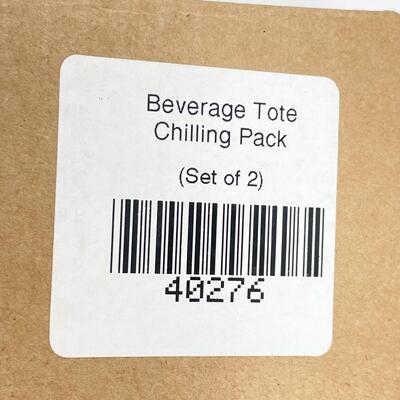 Beverage Tote
Chilling Pack
(Set of 2)
40276